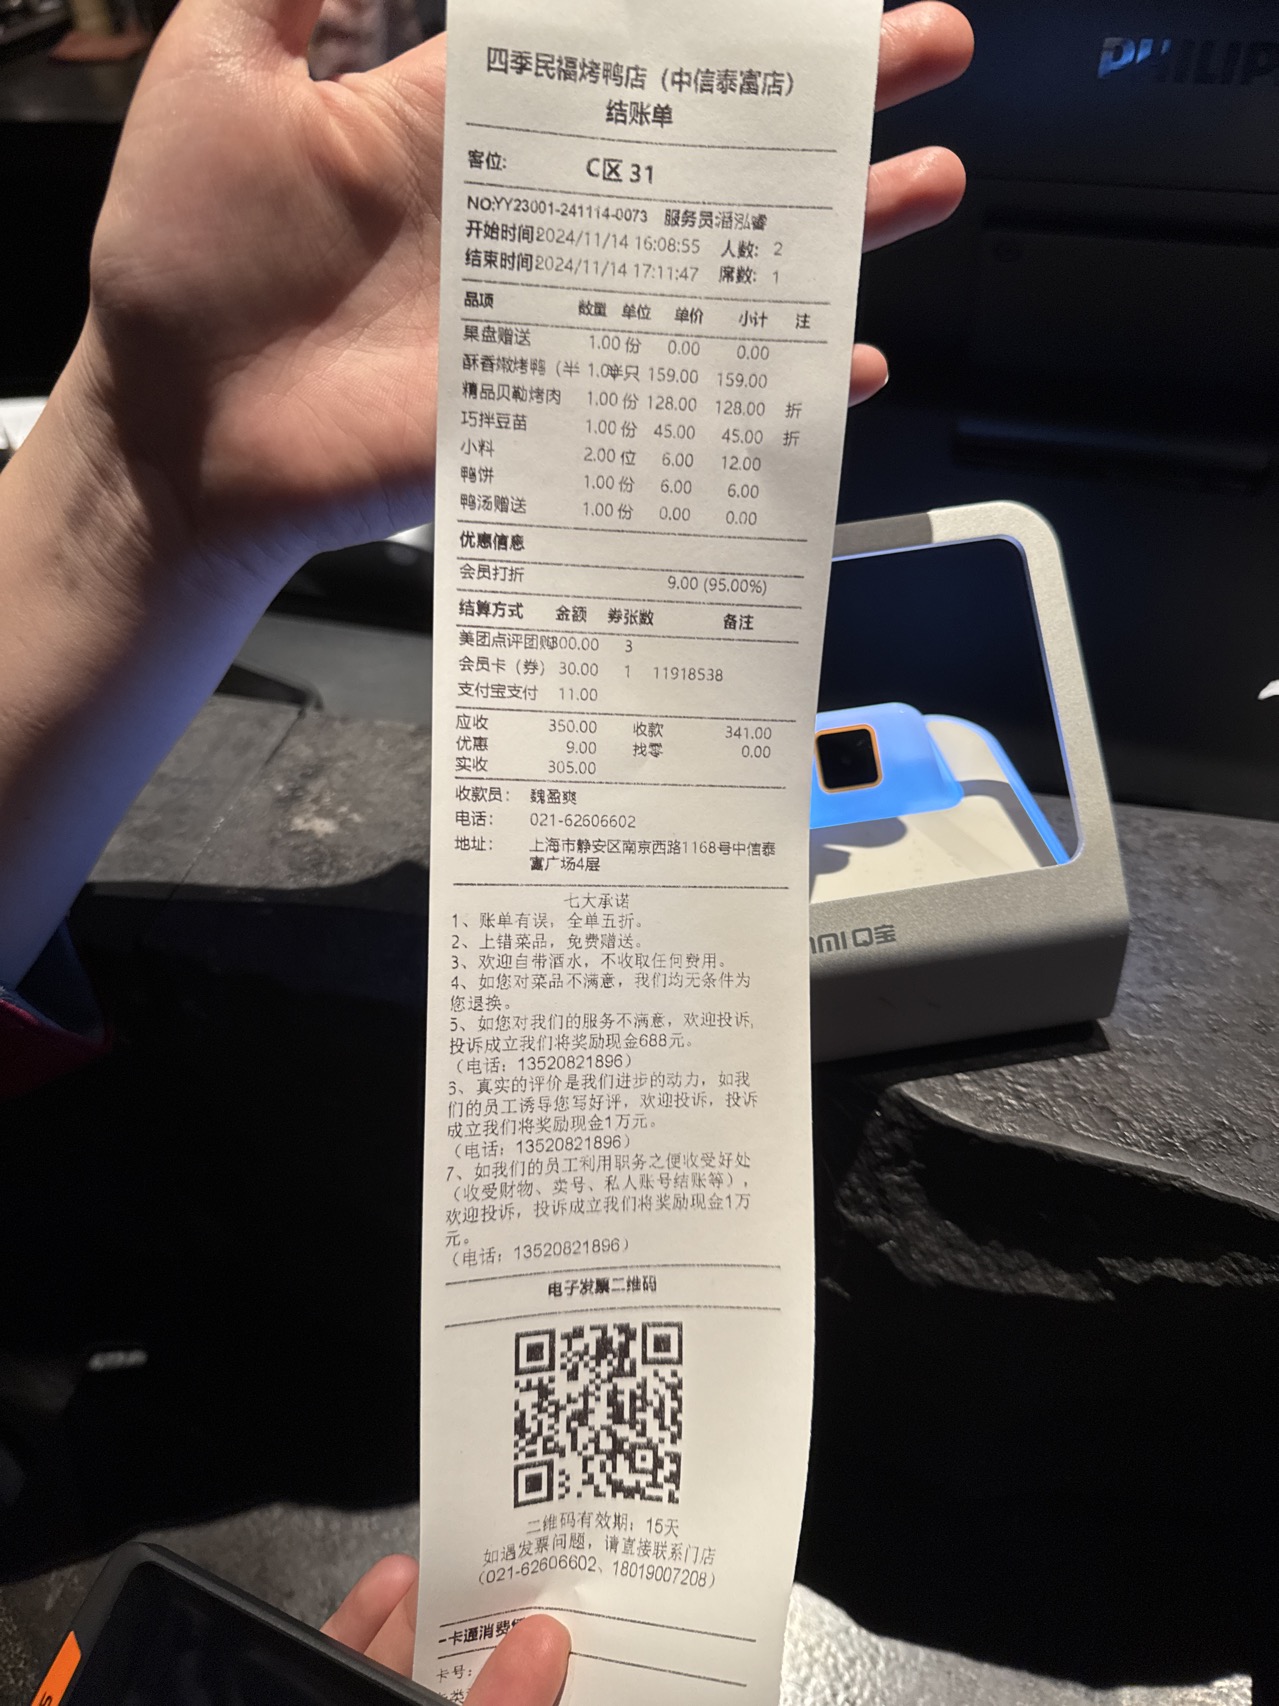 PHILIP
四季民福烤鸭店（中信泰富店）
结账单
客位: C区 31
NO:YY23001-241114-0073 服务员:潘泓睿
开始时间2024/11/14 16:08:55 人数: 2
结束时间2024/11/14 17:11:47 席数: 1
品项 数量 单位 单价 小计 注
果盘赠送 1.00 份 0.00 0.00
酥香嫩烤鸭（半 1.0半只 159.00 159.00
精品贝勒烤肉 1.00 份 128.00 128.00 折
巧拌豆苗 1.00 份 45.00 45.00 折
小料 2.00 位 6.00 12.00
鸭饼 1.00 份 6.00 6.00
鸭汤赠送 1.00 份 0.00 0.00
优惠信息
会员打折 9.00 (95.00%)
结算方式 金额 券张数 备注
美团点评团购300.00 3
会员卡（券） 30.00 1 11918538
支付宝支付 11.00
应收 350.00 收款 341.00
优惠 9.00 找零 0.00
实收 305.00
收款员: 魏盈爽
电话: 021-62606602
地址: 上海市静安区南京西路1168号中信泰
富广场4层
七大承诺
1、账单有误，全单五折。
2、上错菜品，免费赠送。
3、欢迎自带酒水，不收取任何费用。
4、如您对菜品不满意，我们均无条件为
您退换。
5、如您对我们的服务不满意，欢迎投诉,
投诉成立我们将奖励现金688元。
（电话: 13520821896）
6、真实的评价是我们进步的动力，如我
们的员工诱导您写好评，欢迎投诉，投诉
成立我们将奖励现金1万元。
（电话: 13520821896）
7、如我们的员工利用职务之便收受好处
（收受财物、卖号、私人账号结账等），
欢迎投诉，投诉成立我们将奖励现金1万
元。
（电话: 13520821896）
电子发票二维码
二维码有效期: 15天
如遇发票问题，请直接联系门店
（021-62606602、18019007208）
一卡通消费
卡号:
MI Q宝